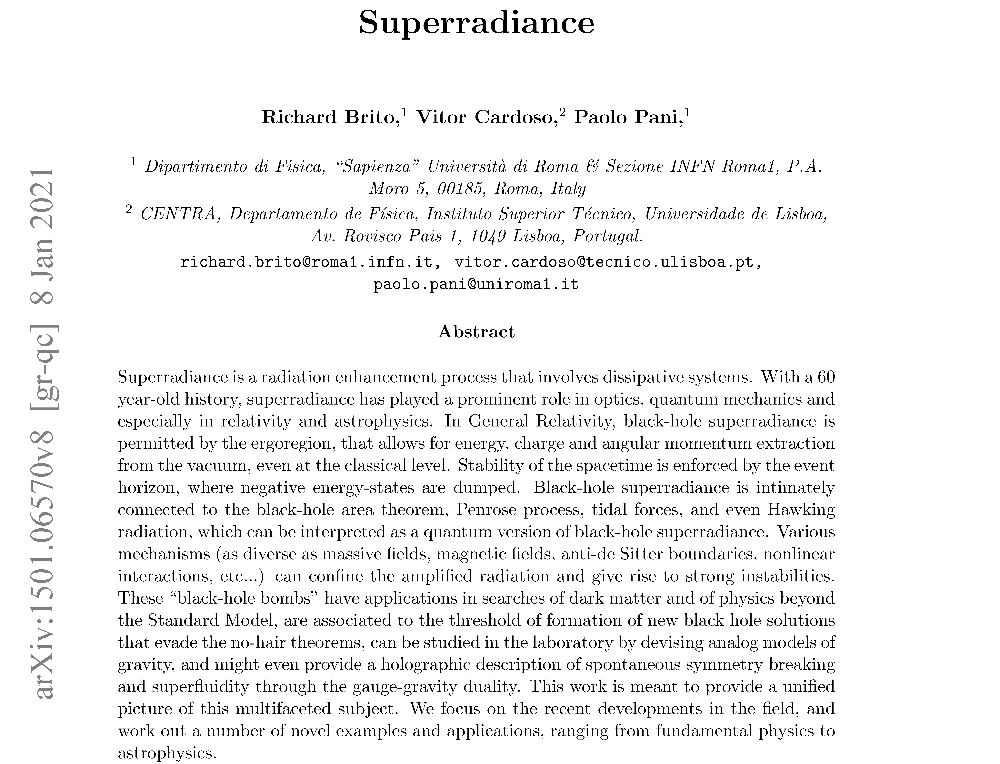 Superradiance
Richard Brito,¹ Vitor Cardoso,² Paolo Pani,¹
¹ Dipartimento di Fisica, “Sapienza” Università di Roma & Sezione INFN Roma1, P.A.
Moro 5, 00185, Roma, Italy
² CENTRA, Departamento de Física, Instituto Superior Técnico, Universidade de Lisboa,
Av. Rovisco Pais 1, 1049 Lisboa, Portugal.
richard.brito@roma1.infn.it, vitor.cardoso@tecnico.ulisboa.pt,
paolo.pani@uniroma1.it
Abstract
Superradiance is a radiation enhancement process that involves dissipative systems. With a 60
year-old history, superradiance has played a prominent role in optics, quantum mechanics and
especially in relativity and astrophysics. In General Relativity, black-hole superradiance is
permitted by the ergoregion, that allows for energy, charge and angular momentum extraction
from the vacuum, even at the classical level. Stability of the spacetime is enforced by the event
horizon, where negative energy-states are dumped. Black-hole superradiance is intimately
connected to the black-hole area theorem, Penrose process, tidal forces, and even Hawking
radiation, which can be interpreted as a quantum version of black-hole superradiance. Various
mechanisms (as diverse as massive fields, magnetic fields, anti-de Sitter boundaries, nonlinear
interactions, etc...) can confine the amplified radiation and give rise to strong instabilities.
These “black-hole bombs” have applications in searches of dark matter and of physics beyond
the Standard Model, are associated to the threshold of formation of new black hole solutions
that evade the no-hair theorems, can be studied in the laboratory by devising analog models of
gravity, and might even provide a holographic description of spontaneous symmetry breaking
and superfluidity through the gauge-gravity duality. This work is meant to provide a unified
picture of this multifaceted subject. We focus on the recent developments in the field, and
work out a number of novel examples and applications, ranging from fundamental physics to
astrophysics.
arXiv:1501.06570v8 [gr-qc] 8 Jan 2021